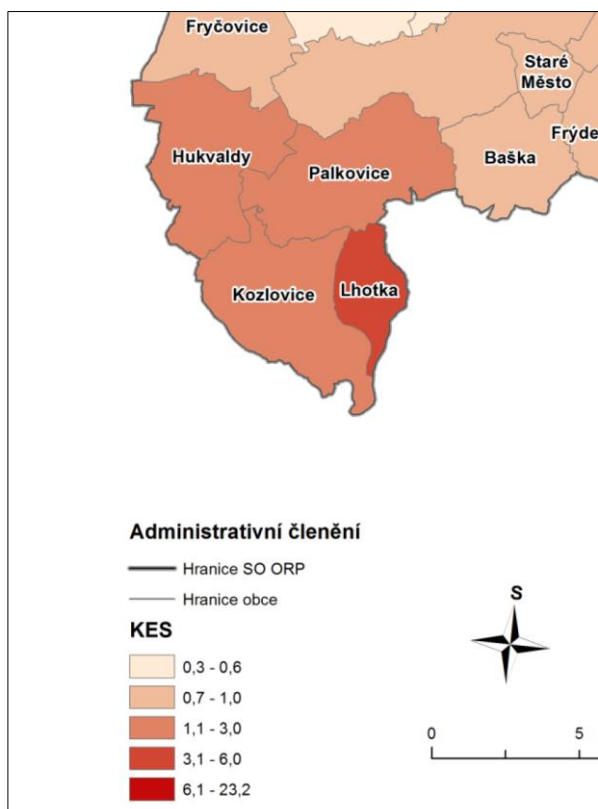 Fryčovice
Staré
Město
Frýde
Hukvaldy
Palkovice
Baška
Kozlovice
Lhotka
Administrativní členění
Hranice SO ORP
Hranice obce
KES
S
0,3 - 0,6
0,7 - 1,0
1,1 - 3,0
3,1 - 6,0
6,1 - 23,2
0
5